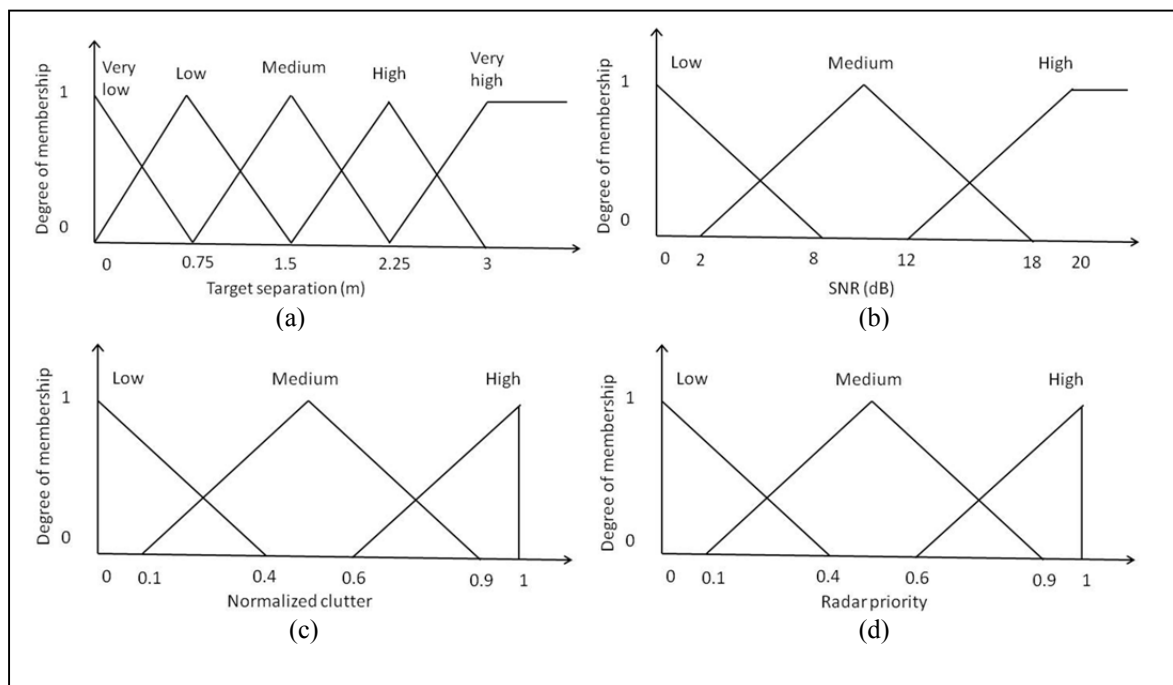 Very
low
Low
Medium
High
Very
high
1
0
Degree of membership
0 0.75 1.5 2.25 3
Target separation (m)
(a)
Low
Medium
High
1
0
Degree of membership
0 2 8 12 18 20
SNR (dB)
(b)
Low
Medium
High
1
0
Degree of membership
0 0.1 0.4 0.6 0.9 1
Normalized clutter
(c)
Low
Medium
High
1
0
Degree of membership
0 0.1 0.4 0.6 0.9 1
Radar priority
(d)